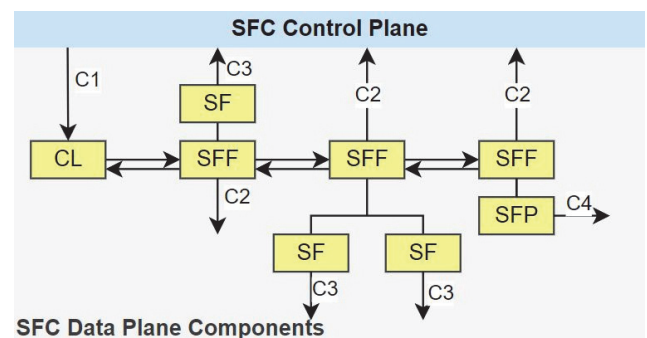 SFC Control Plane
C1
C3
C2
C2
SF
CL
SFF
SFF
SFF
C2
SFP
C4
SF
SF
C3
C3
SFC Data Plane Components